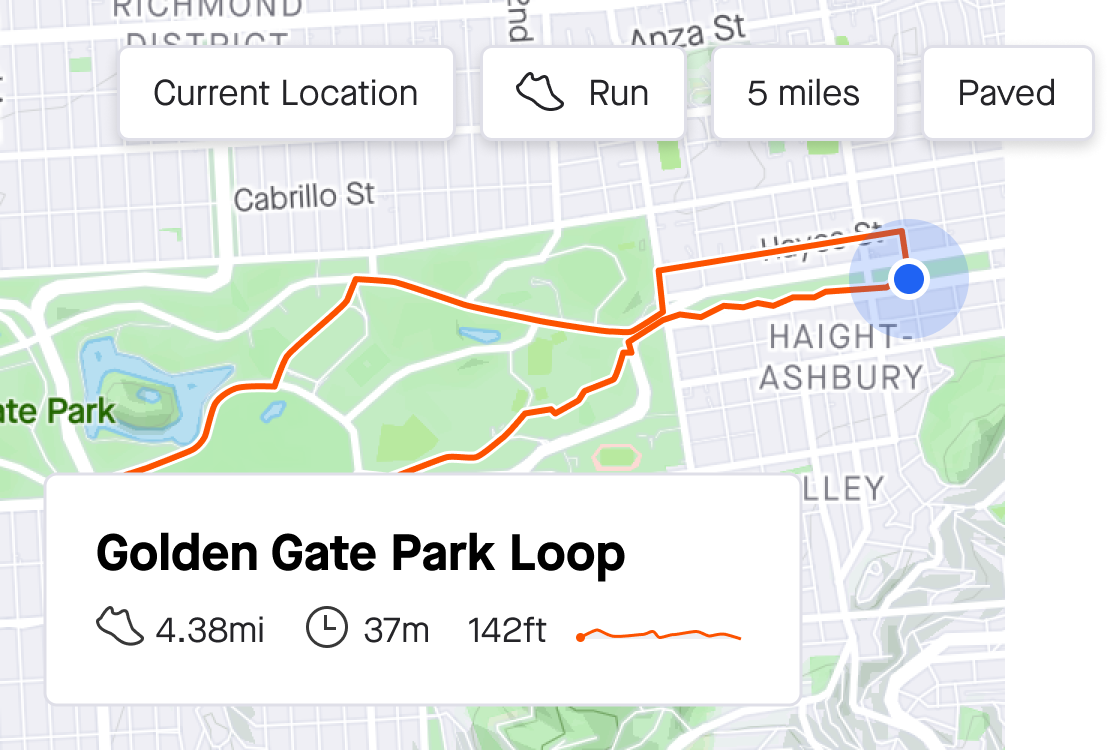 RICHMOND
DISTRICT
2nd
Anza St
Current Location
Run
5 miles
Paved
Cabrillo St
Hayes St
HAIGHT-
ASHBURY
ate Park
LLEY
Golden Gate Park Loop
4.38mi
37m
142ft